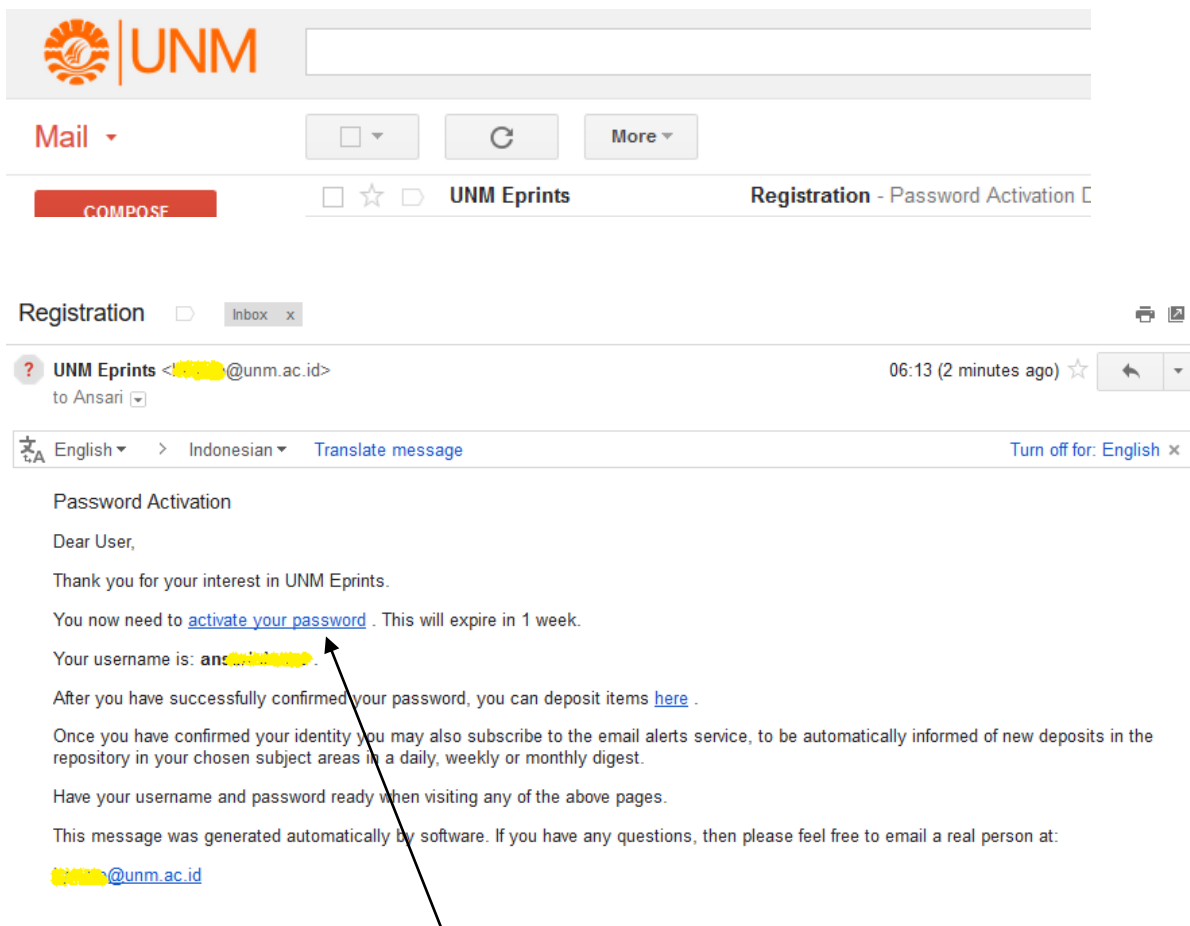 UNM
Mail
More
COMPOSE
UNM Eprints Registration - Password Activation
Registration Inbox x
UNM Eprints < @unm.ac.id> 06:13 (2 minutes ago)
to Ansari
English > Indonesian Translate message Turn off for: English ×
Password Activation
Dear User,
Thank you for your interest in UNM Eprints.
You now need to activate your password . This will expire in 1 week.
Your username is: ans .
After you have successfully confirmed your password, you can deposit items here .
Once you have confirmed your identity you may also subscribe to the email alerts service, to be automatically informed of new deposits in the
repository in your chosen subject areas in a daily, weekly or monthly digest.
Have your username and password ready when visiting any of the above pages.
This message was generated automatically by software. If you have any questions, then please feel free to email a real person at:
@unm.ac.id